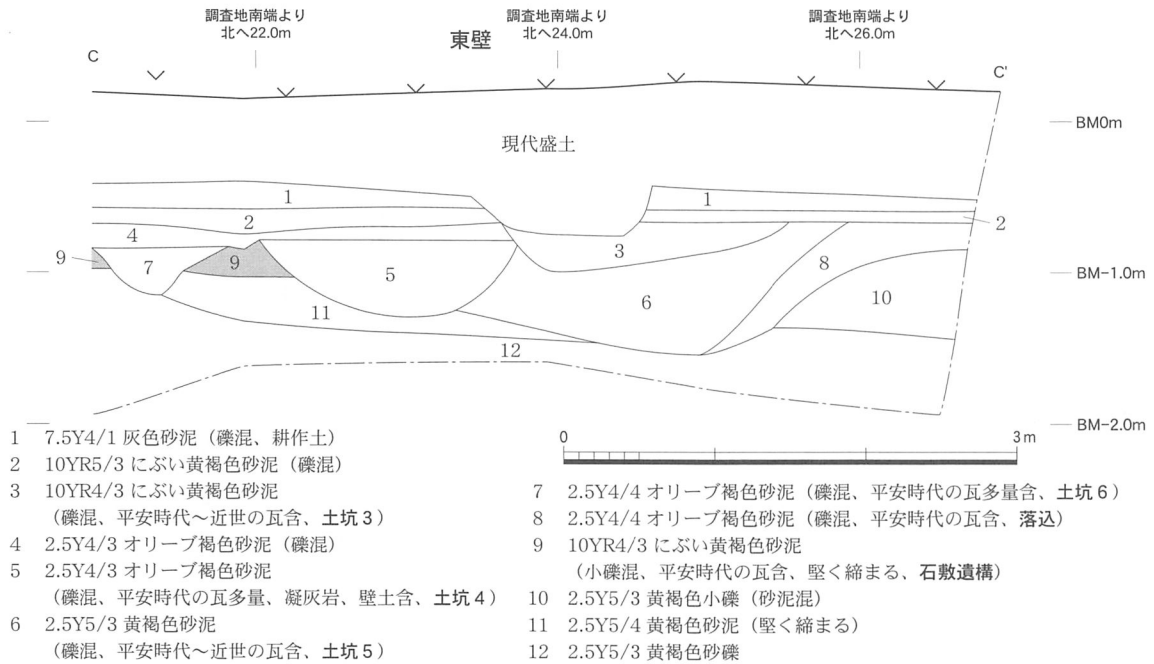 調査地南端より
北へ22.0m
調査地南端より
北へ24.0m
調査地南端より
北へ26.0m
東壁
C
C'
BM0m
現代盛土
1
1
2
2
4
3
9
7
9
5
8
BM-1.0m
6
10
11
12
BM-2.0m
1 7.5Y4/1 灰色砂泥（礫混、耕作土）
2 10YR5/3 にぶい黄褐色砂泥（礫混）
3 10YR4/3 にぶい黄褐色砂泥
（礫混、平安時代～近世の瓦含、土坑3）
4 2.5Y4/3 オリーブ褐色砂泥（礫混）
5 2.5Y4/3 オリーブ褐色砂泥
（礫混、平安時代の瓦多量、凝灰岩、壁土含、土坑4）
6 2.5Y5/3 黄褐色砂泥
（礫混、平安時代～近世の瓦含、土坑5）
0 3m
7 2.5Y4/4 オリーブ褐色砂泥（礫混、平安時代の瓦多量含、土坑6）
8 2.5Y4/4 オリーブ褐色砂泥（礫混、平安時代の瓦含、落込）
9 10YR4/3 にぶい黄褐色砂泥
（小礫混、平安時代の瓦含、堅く締まる、石敷遺構）
10 2.5Y5/3 黄褐色小礫（砂泥混）
11 2.5Y5/4 黄褐色砂泥（堅く締まる）
12 2.5Y5/3 黄褐色砂礫